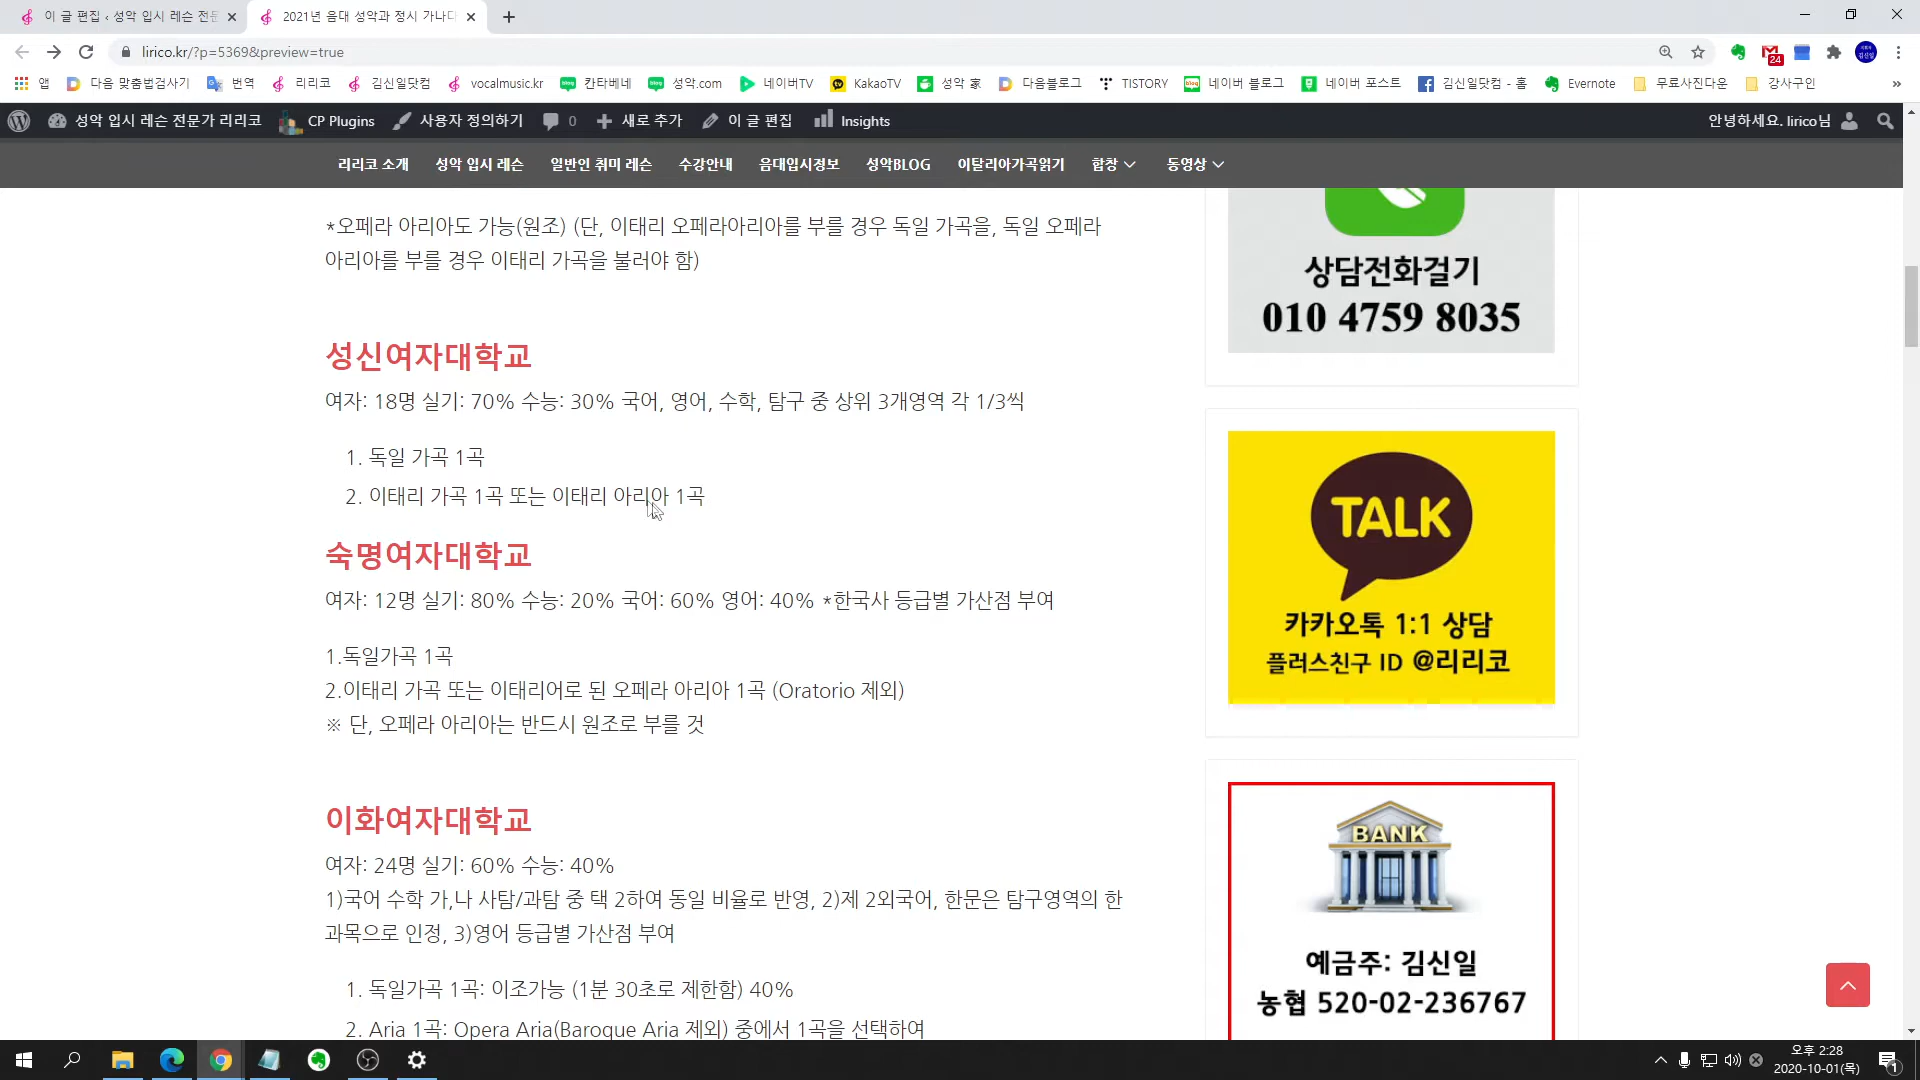 이 글 편집 ‹ 성악 입시 레슨 전문
2021년 음대 성악과 정시 가나다
lirico.kr/?p=5369&preview=true
24
앱 다음 맞춤법검사기 번역 리리코 김신일닷컴 vocalmusic.kr 칸타베네 성악.com 네이버TV KakaoTV 성악 家 다음블로그 TISTORY 네이버 블로그 네이버 포스트 김신일닷컴 - 홈 Evernote 무료사진다운 강사구인 »
성악 입시 레슨 전문가 리리코 CP Plugins 사용자 정의하기 0 새로 추가 이 글 편집 Insights 안녕하세요. lirico님
리리코 소개 성악 입시 레슨 일반인 취미 레슨 수강안내 음대입시정보 성악BLOG 이탈리아가곡읽기 합창 동영상
*오페라 아리아도 가능(원조) (단, 이태리 오페라아리아를 부를 경우 독일 가곡을, 독일 오페라
아리아를 부를 경우 이태리 가곡을 불러야 함)
성신여자대학교
여자: 18명 실기: 70% 수능: 30% 국어, 영어, 수학, 탐구 중 상위 3개영역 각 1/3씩
1. 독일 가곡 1곡
2. 이태리 가곡 1곡 또는 이태리 아리아 1곡
숙명여자대학교
여자: 12명 실기: 80% 수능: 20% 국어: 60% 영어: 40% *한국사 등급별 가산점 부여
1.독일가곡 1곡
2.이태리 가곡 또는 이태리어로 된 오페라 아리아 1곡 (Oratorio 제외)
※ 단, 오페라 아리아는 반드시 원조로 부를 것
이화여자대학교
여자: 24명 실기: 60% 수능: 40%
1)국어 수학 가,나 사탐/과탐 중 택 2하여 동일 비율로 반영, 2)제 2외국어, 한문은 탐구영역의 한
과목으로 인정, 3)영어 등급별 가산점 부여
1. 독일가곡 1곡: 이조가능 (1분 30초로 제한함) 40%
2. Aria 1곡: Opera Aria(Baroque Aria 제외) 중에서 1곡을 선택하여
상담전화걸기
010 4759 8035
TALK
카카오톡 1:1 상담
플러스친구 ID @리리코
BANK
예금주: 김신일
농협 520-02-236767
오후 2:28
2020-10-01(목)
1